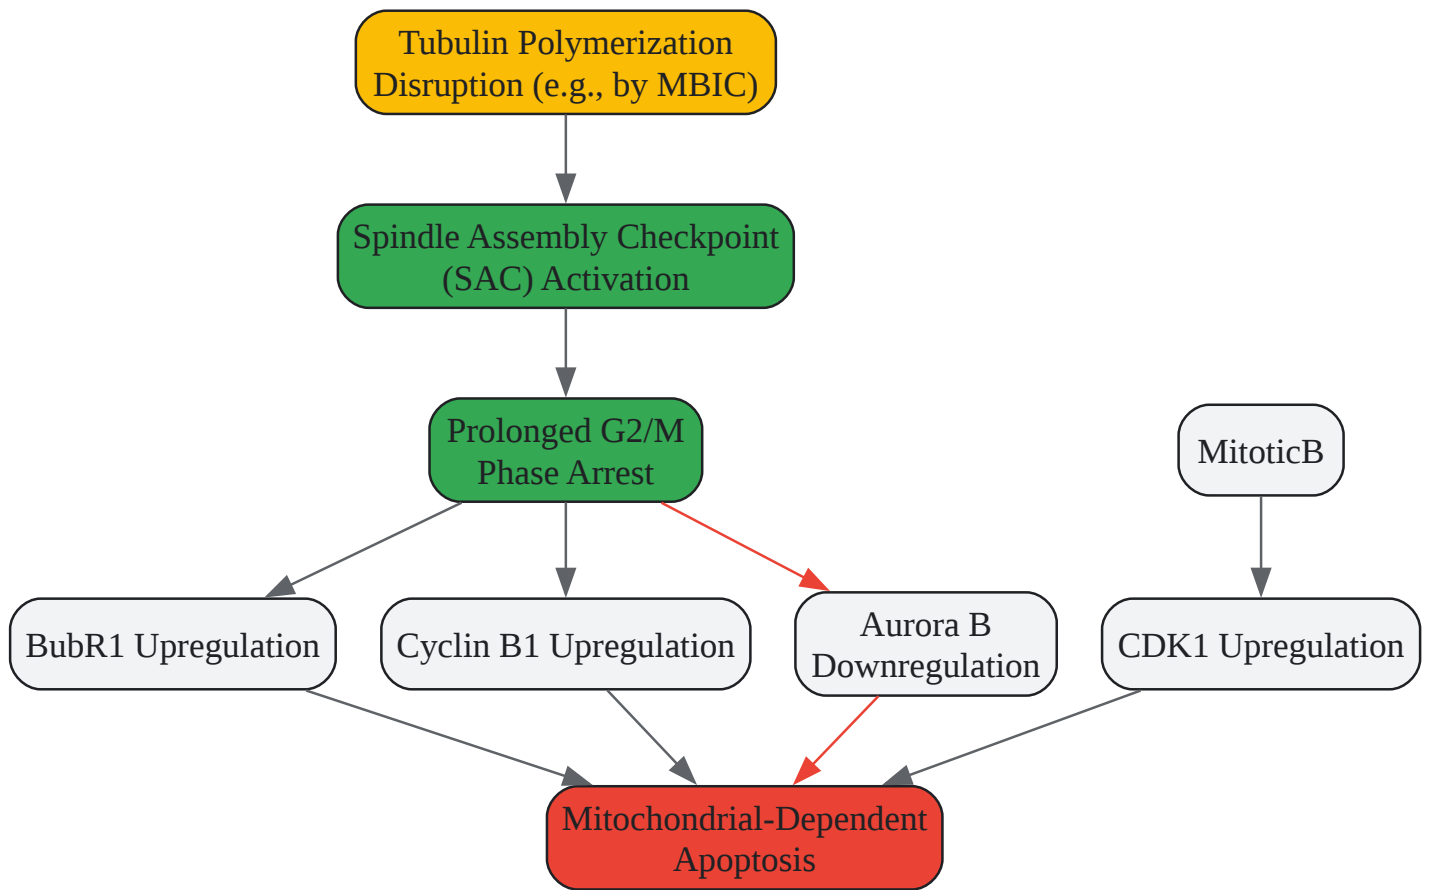 Tubulin Polymerization
Disruption (e.g., by MBIC)
Spindle Assembly Checkpoint
(SAC) Activation
Prolonged G2/M
Phase Arrest
MitoticB
BubR1 Upregulation
Cyclin B1 Upregulation
Aurora B
Downregulation
CDK1 Upregulation
Mitochondrial-Dependent
Apoptosis